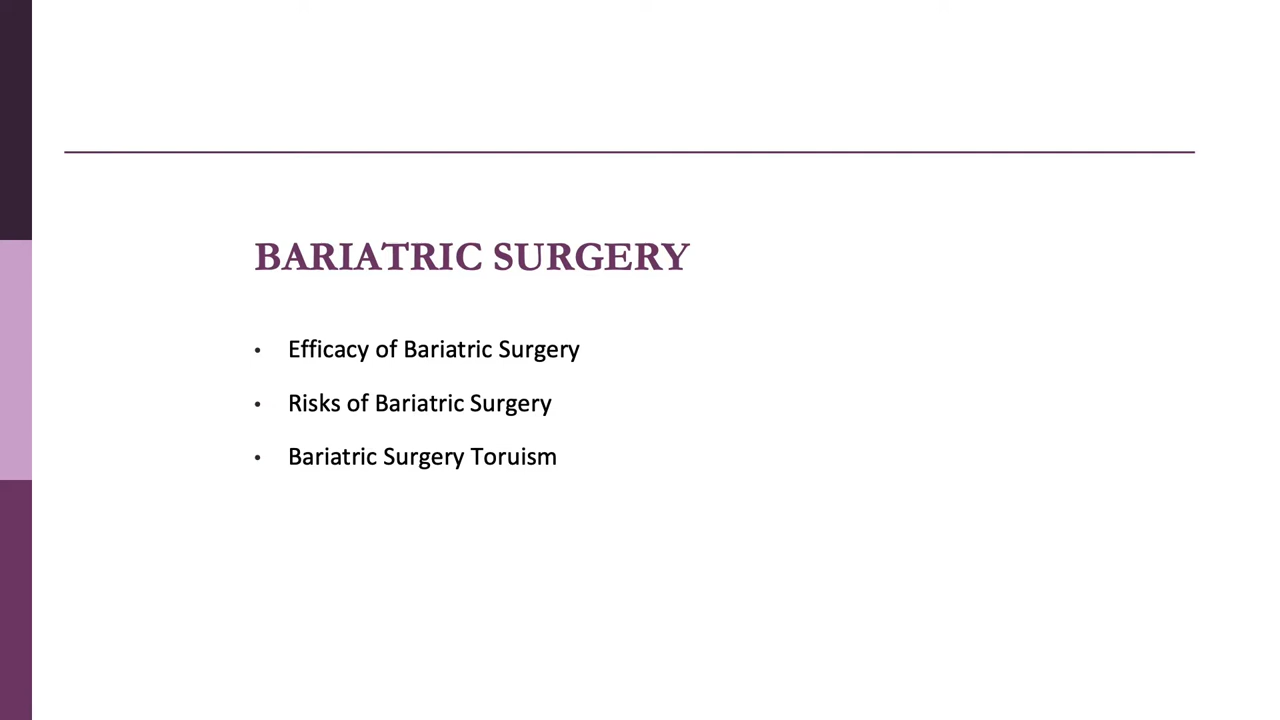 BARIATRIC SURGERY
• Efficacy of Bariatric Surgery
• Risks of Bariatric Surgery
• Bariatric Surgery Toruism